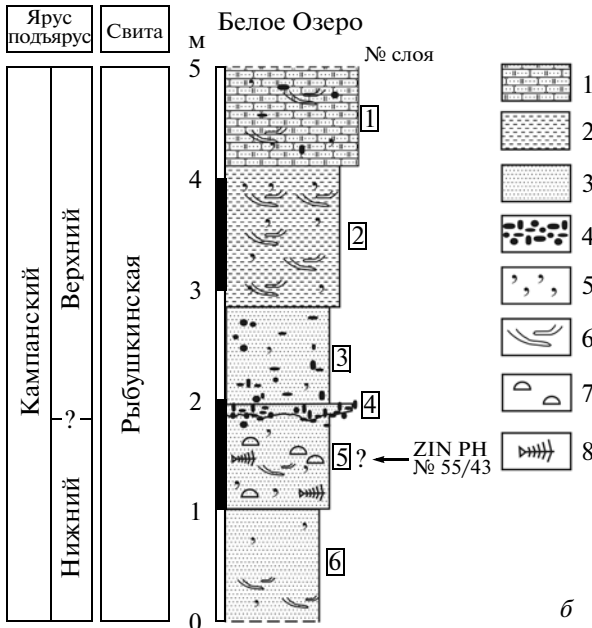 Ярус
подъярус
Свита
Белое Озеро
м
№ слоя
Кампанский
Верхний
?
Нижний
Рыбушкинская
5
4
3
2
1
0
1
2
3
4
5 ?
6
ZIN PH
№ 55/43
1
2
3
4
5
6
7
8
б